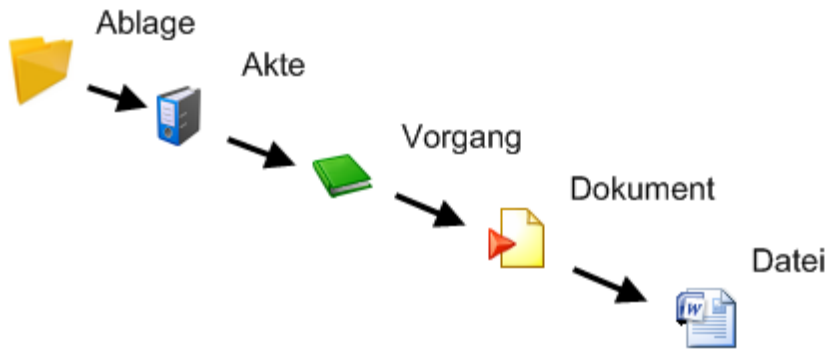 Ablage
Akte
Vorgang
Dokument
Datei
W